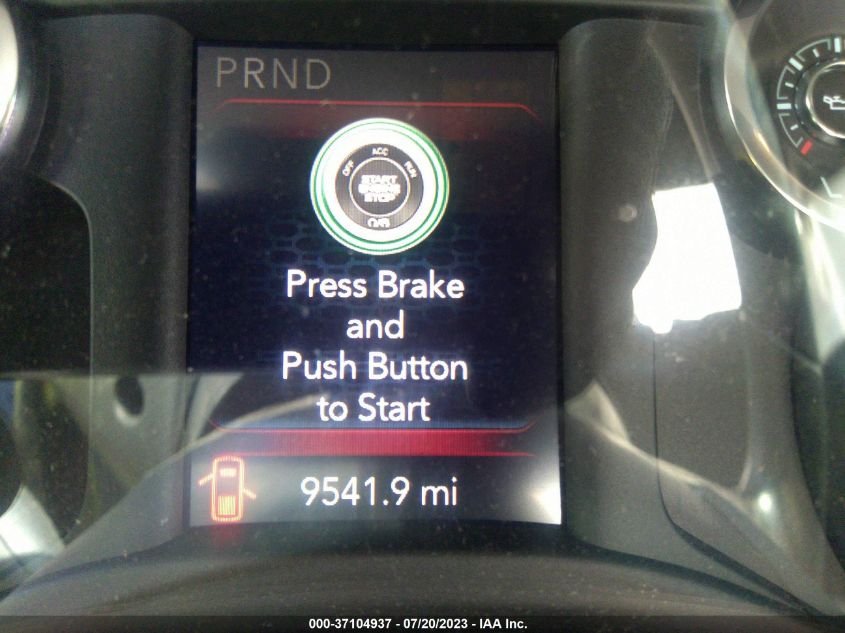 PRND
OFF ACC RUN
START
ENGINE
STOP
Press Brake
and
Push Button
to Start
9541.9 mi
L
000-37104937 - 07/20/2023 - IAA Inc.